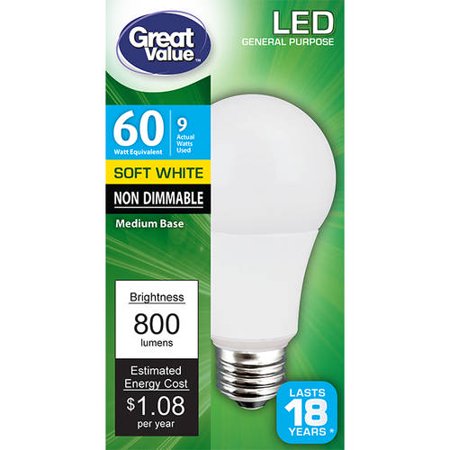 Great
Value™
LED
GENERAL PURPOSE
60
Watt Equivalent
9
Actual
Watts
Used
SOFT WHITE
NON DIMMABLE
Medium Base
Brightness
800
lumens
Estimated
Energy Cost
$1.08
per year
LASTS
18
YEARS*